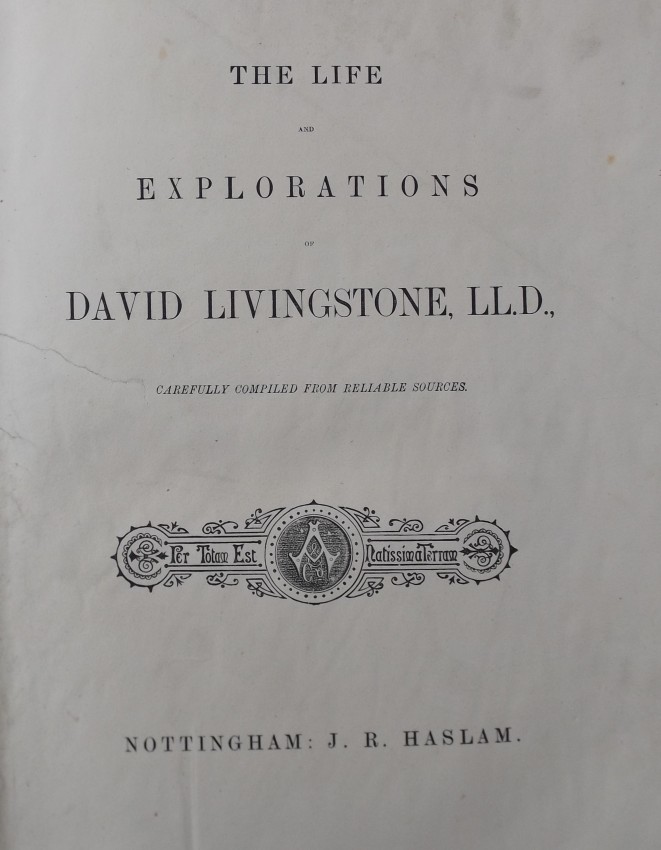 THE LIFE
AND
EXPLORATIONS
OF
DAVID LIVINGSTONE, LL.D.,
CAREFULLY COMPILED FROM RELIABLE SOURCES.
Per Totam Est Natissima Terram
NOTTINGHAM: J. R. HASLAM.